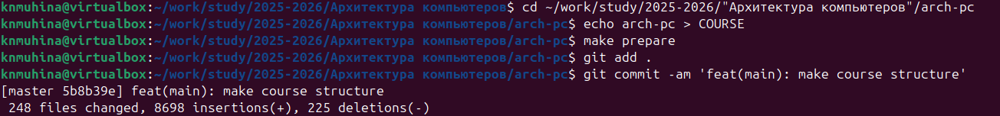 knmuhina@virtualbox:~/work/study/2025-2026/Архитектура компьютеров$ cd ~/work/study/2025-2026/"Архитектура компьютеров"/arch-pc
knmuhina@virtualbox:~/work/study/2025-2026/Архитектура компьютеров/arch-pc$ echo arch-pc > COURSE
knmuhina@virtualbox:~/work/study/2025-2026/Архитектура компьютеров/arch-pc$ make prepare
knmuhina@virtualbox:~/work/study/2025-2026/Архитектура компьютеров/arch-pc$ git add .
knmuhina@virtualbox:~/work/study/2025-2026/Архитектура компьютеров/arch-pc$ git commit -am 'feat(main): make course structure'
[master 5b8b39e] feat(main): make course structure
 248 files changed, 8698 insertions(+), 225 deletions(-)